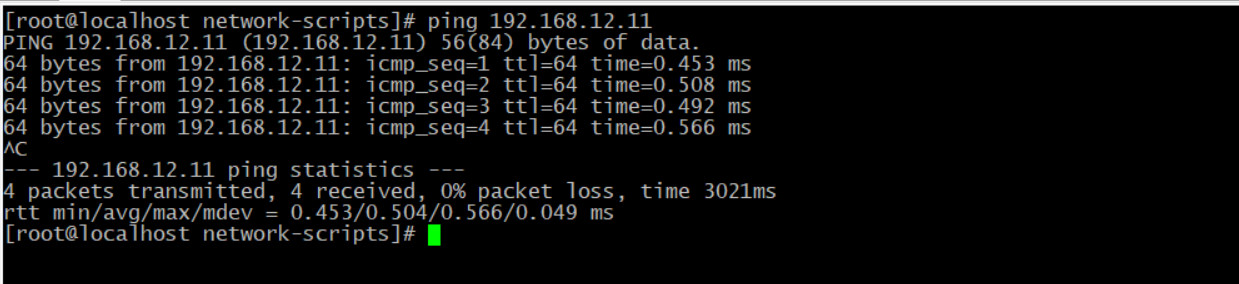 [root@localhost network-scripts]# ping 192.168.12.11
PING 192.168.12.11 (192.168.12.11) 56(84) bytes of data.
64 bytes from 192.168.12.11: icmp_seq=1 ttl=64 time=0.453 ms
64 bytes from 192.168.12.11: icmp_seq=2 ttl=64 time=0.508 ms
64 bytes from 192.168.12.11: icmp_seq=3 ttl=64 time=0.492 ms
64 bytes from 192.168.12.11: icmp_seq=4 ttl=64 time=0.566 ms
^C
--- 192.168.12.11 ping statistics ---
4 packets transmitted, 4 received, 0% packet loss, time 3021ms
rtt min/avg/max/mdev = 0.453/0.504/0.566/0.049 ms
[root@localhost network-scripts]#